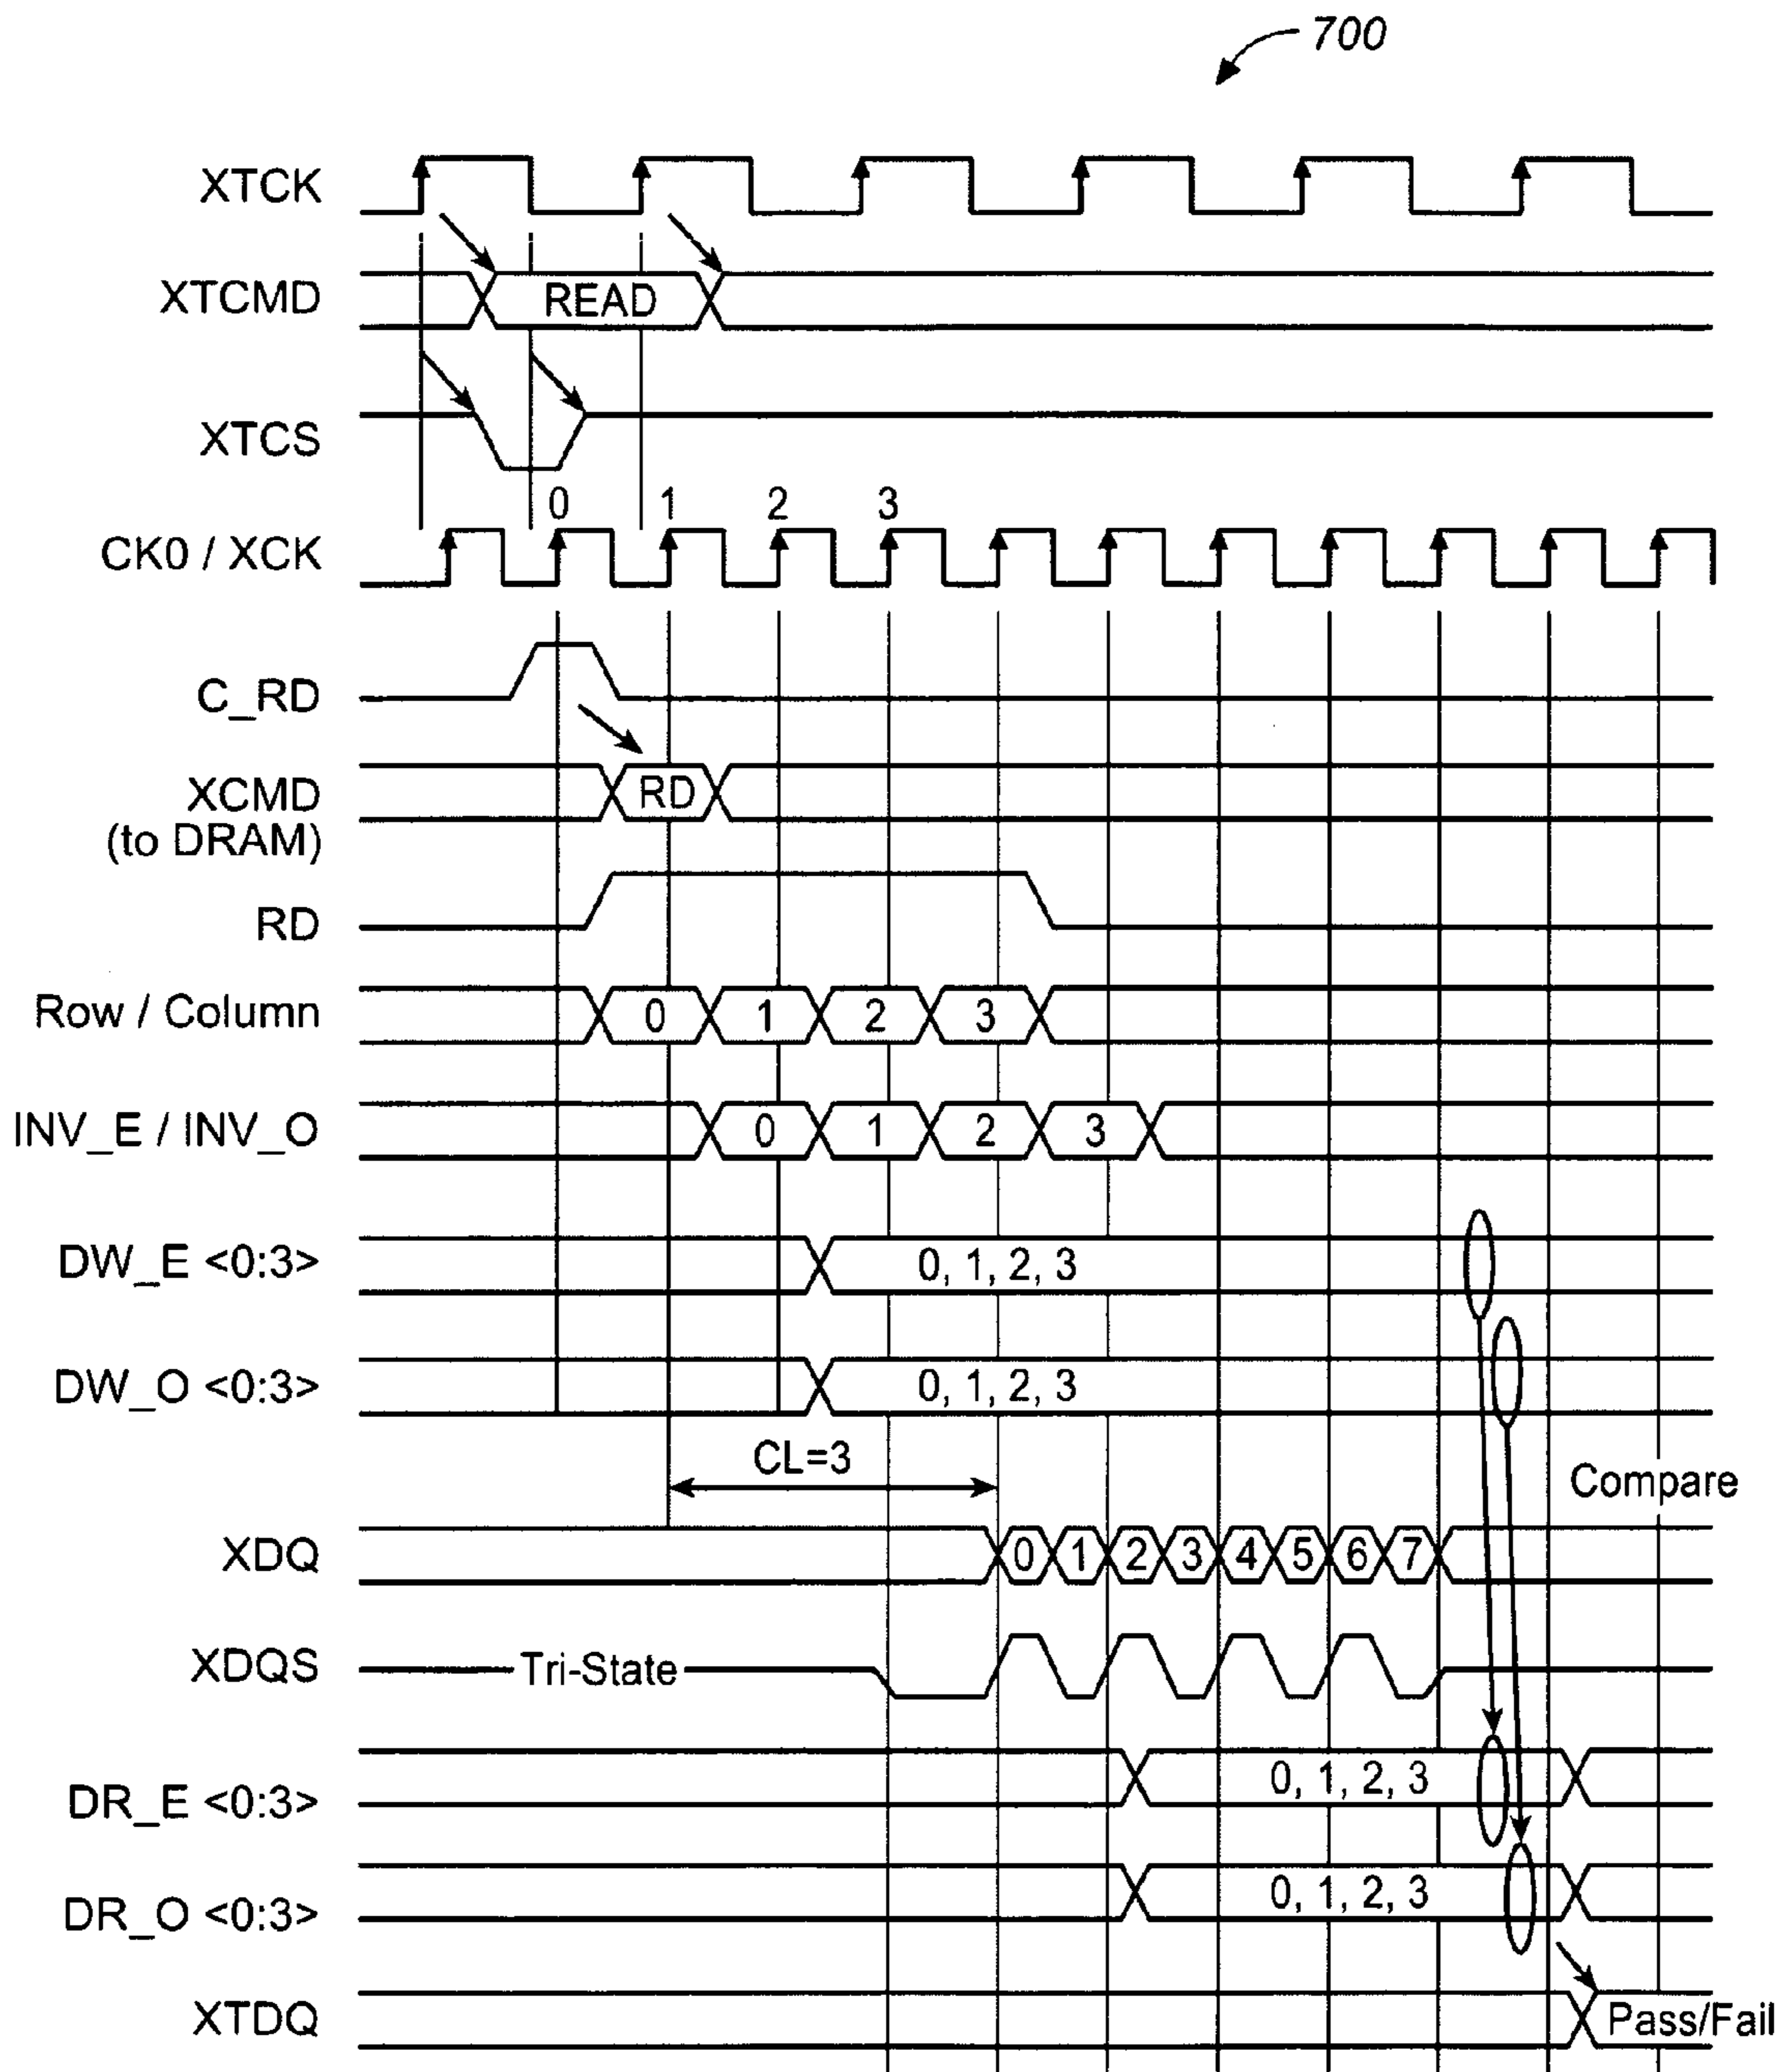 700
XTCK
XTCMD READ
XTCS
0 1 2 3
CK0 / XCK
C_RD
XCMD RD
(to DRAM)
RD
Row / Column 0 1 2 3
INV_E / INV_O 0 1 2 3
DW_E <0:3> 0, 1, 2, 3
DW_O <0:3> 0, 1, 2, 3
CL=3
Compare
XDQ 0 1 2 3 4 5 6 7
XDQS Tri-State
DR_E <0:3> 0, 1, 2, 3
DR_O <0:3> 0, 1, 2, 3
XTDQ Pass/Fail